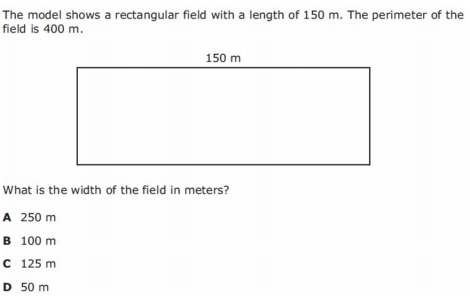 The model shows a rectangular field with a length of 150 m. The perimeter of the
field is 400 m.
150 m
What is the width of the field in meters?
A 250 m
B 100 m
C 125 m
D 50 m